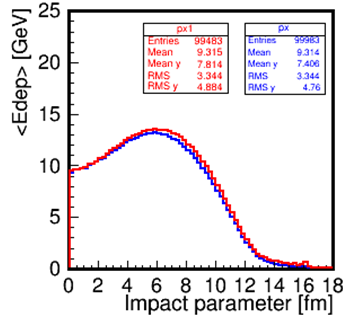 <Edep> [GeV]
25
20
15
10
5
0
px1
Entries 99483
Mean 9.315
Mean y 7.814
RMS 3.344
RMS y 4.884
px
Entries 99983
Mean 9.314
Mean y 7.406
RMS 3.344
RMS y 4.76
0 2 4 6 8 10 12 14 16 18
Impact parameter [fm]